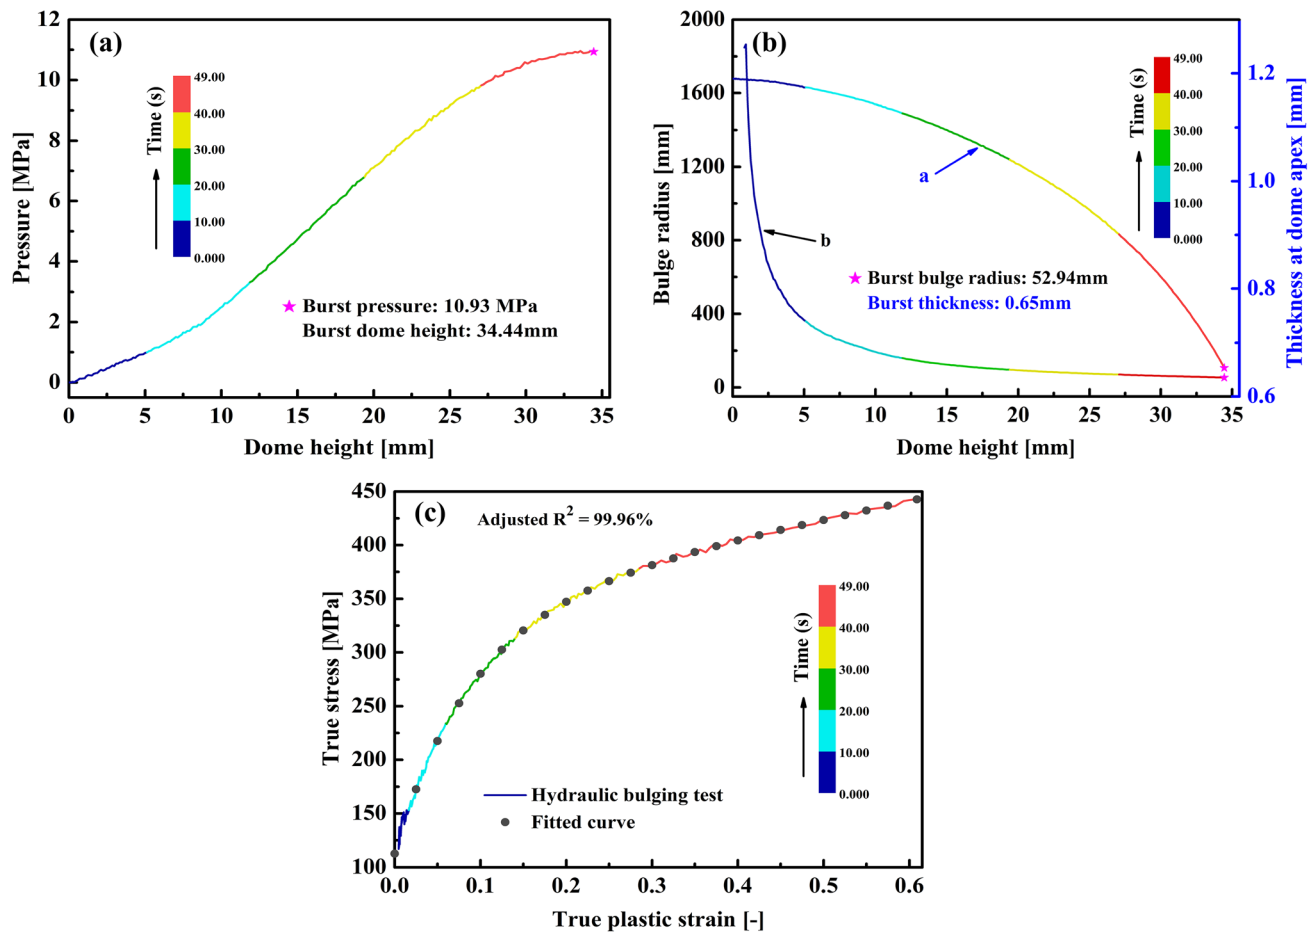 (a)
Pressure [MPa]
12
10
8
6
4
2
0
0 5 10 15 20 25 30 35
Dome height [mm]
Time (s)
49.00
40.00
30.00
20.00
10.00
0.000
Burst pressure: 10.93 MPa
Burst dome height: 34.44mm
(b)
Bulge radius [mm]
2000
1600
1200
800
400
0
0 5 10 15 20 25 30 35
Dome height [mm]
Thickness at dome apex [mm]
1.2
1.0
0.8
0.6
a
b
Time (s)
49.00
40.00
30.00
20.00
10.00
0.000
Burst bulge radius: 52.94mm
Burst thickness: 0.65mm
(c)
Adjusted R2 = 99.96%
True stress [MPa]
450
400
350
300
250
200
150
100
0.0 0.1 0.2 0.3 0.4 0.5 0.6
True plastic strain [-]
Time (s)
49.00
40.00
30.00
20.00
10.00
0.000
Hydraulic bulging test
Fitted curve